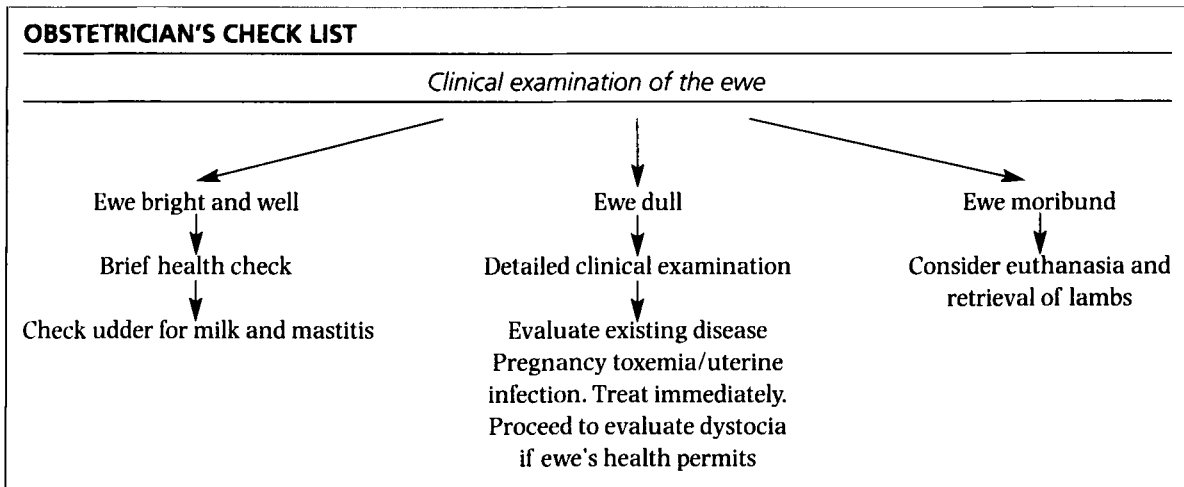 OBSTETRICIAN'S CHECK LIST
Clinical examination of the ewe
Ewe bright and well
Brief health check
Check udder for milk and mastitis
Ewe dull
Detailed clinical examination
Evaluate existing disease
Pregnancy toxemia/uterine
infection. Treat immediately.
Proceed to evaluate dystocia
if ewe's health permits
Ewe moribund
Consider euthanasia and
retrieval of lambs